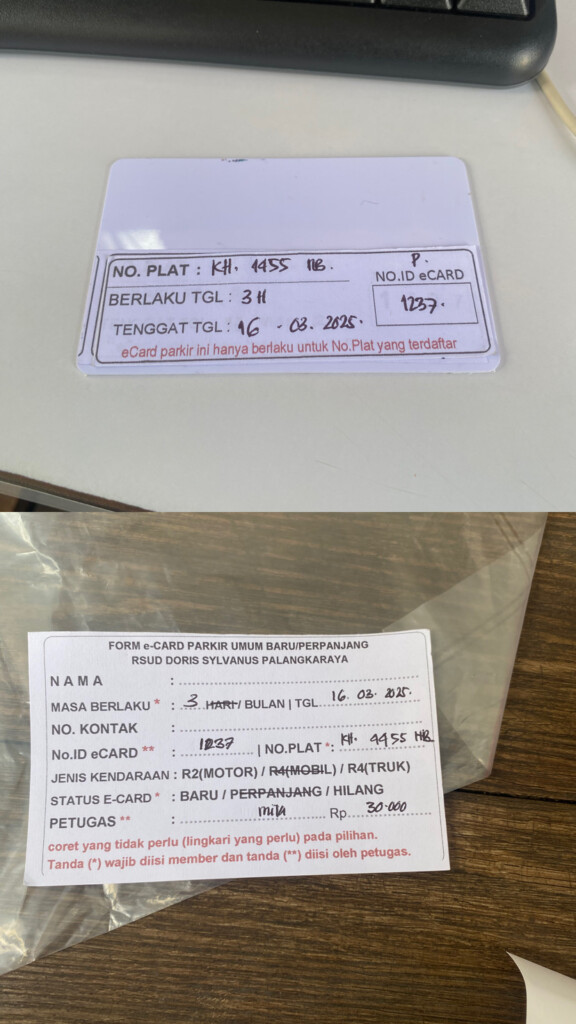 NO. PLAT : KH. 4455 HB.
P.
NO.ID eCARD
BERLAKU TGL : 3 H
1237.
TENGGAT TGL : 16 - 03. 2025.
eCard parkir ini hanya berlaku untuk No.Plat yang terdaftar
FORM e-CARD PARKIR UMUM BARU/PERPANJANG
RSUD DORIS SYLVANUS PALANGKARAYA
N A M A :
MASA BERLAKU * : 3 HARI / BULAN | TGL. 16. 03. 2025.
NO. KONTAK :
No.ID eCARD ** : 1237 | NO.PLAT *: KH. 4455 HB.
JENIS KENDARAAN : R2(MOTOR) / R4(MOBIL) / R4(TRUK)
STATUS E-CARD * : BARU / PERPANJANG / HILANG
PETUGAS ** : mila Rp. 30.000
coret yang tidak perlu (lingkari yang perlu) pada pilihan.
Tanda (*) wajib diisi member dan tanda (**) diisi oleh petugas.